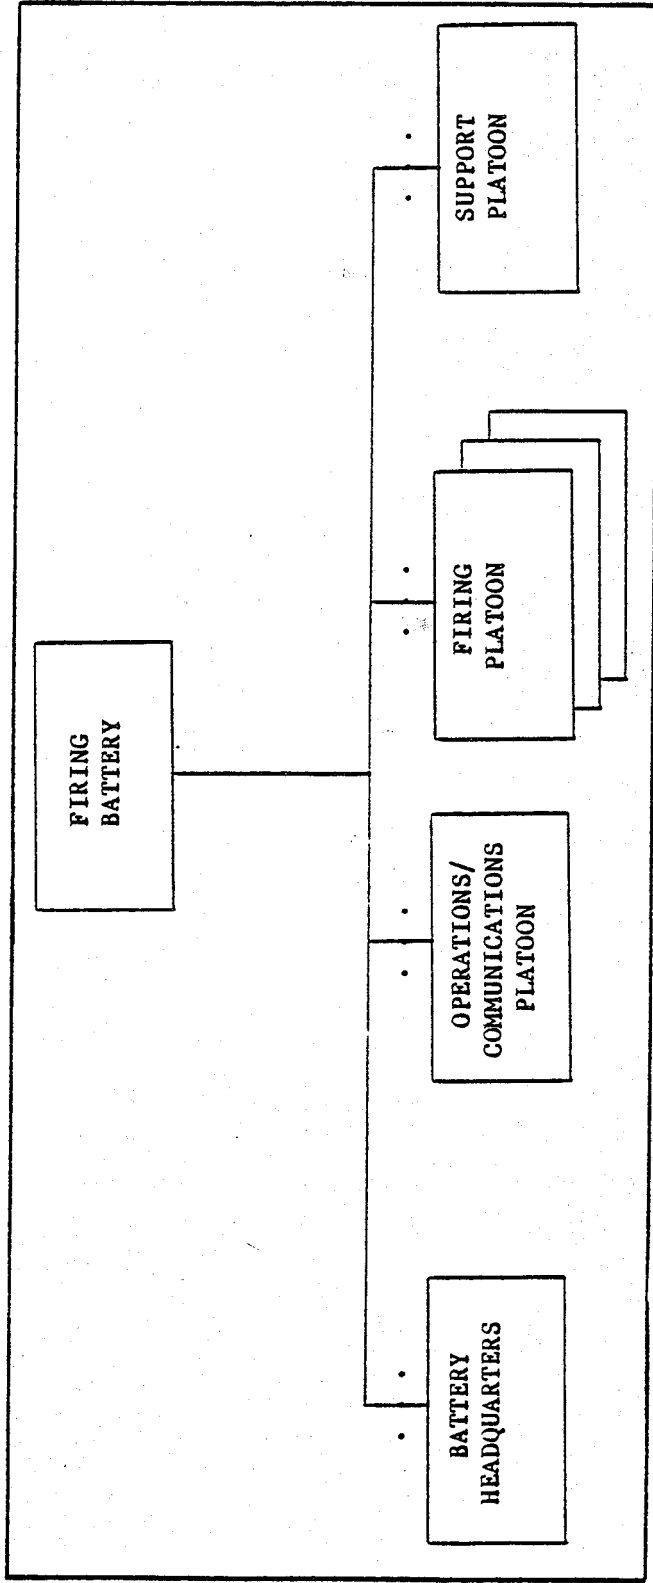 FIRING
BATTERY
BATTERY
HEADQUARTERS
OPERATIONS/
COMMUNICATIONS
PLATOON
FIRING
PLATOON
SUPPORT
PLATOON